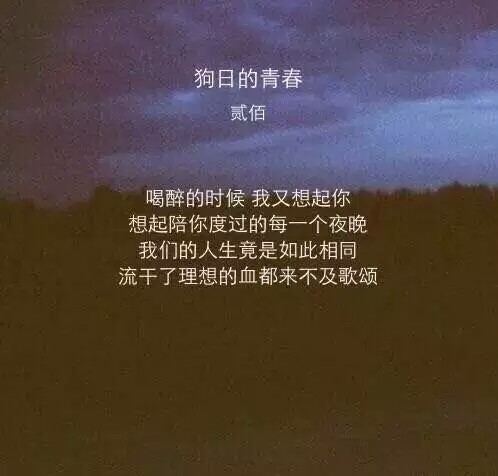 狗日的青春
贰佰
喝醉的时候 我又想起你
想起陪你度过的每一个夜晚
我们的人生竟是如此相同
流干了理想的血都来不及歌颂